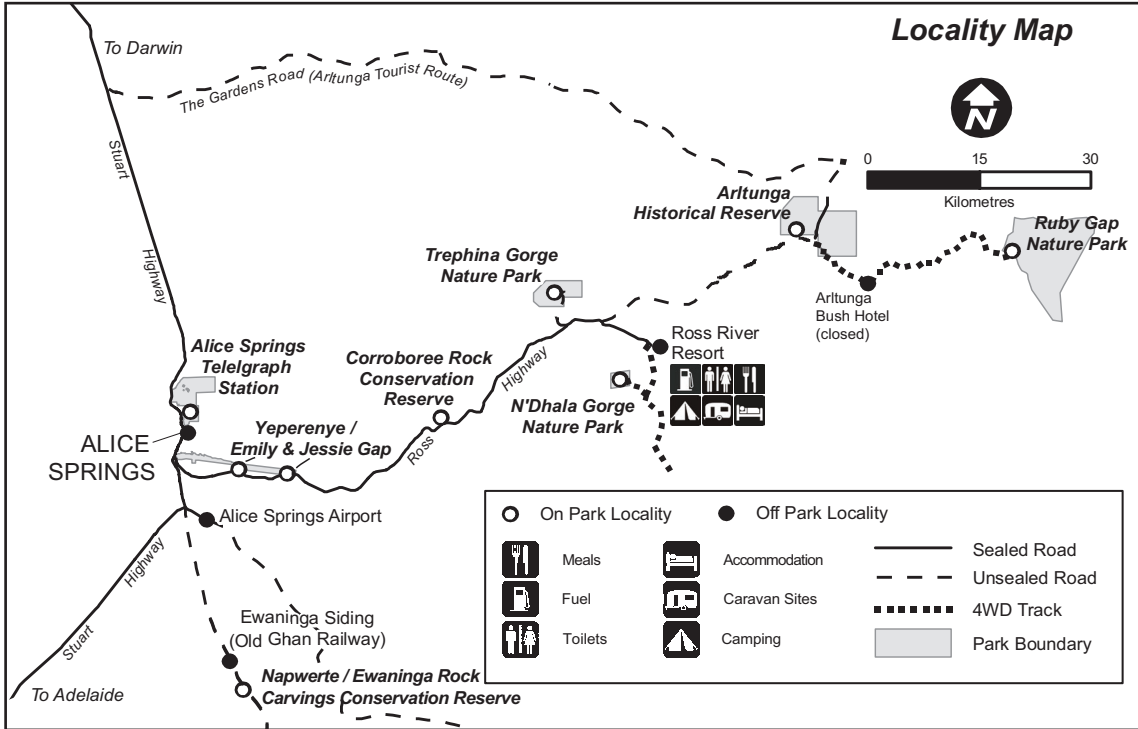 Locality Map
To Darwin
The Gardens Road (Arltunga Tourist Route)
N
0 15 30
Kilometres
Stuart
Highway
Arltunga
Historical Reserve
Ruby Gap
Nature Park
Trephina Gorge
Nature Park
Arltunga
Bush Hotel
(closed)
Alice Springs
Telelgraph
Station
Corroboree Rock
Conservation
Reserve
Ross
Highway
Ross River
Resort
N'Dhala Gorge
Nature Park
ALICE
SPRINGS
Yeperenye /
Emily & Jessie Gap
Alice Springs Airport
Stuart
Highway
Ewaninga Siding
(Old Ghan Railway)
Napwerte / Ewaninga Rock
Carvings Conservation Reserve
To Adelaide
On Park Locality
Off Park Locality
Meals
Accommodation
Sealed Road
Fuel
Caravan Sites
Unsealed Road
4WD Track
Toilets
Camping
Park Boundary